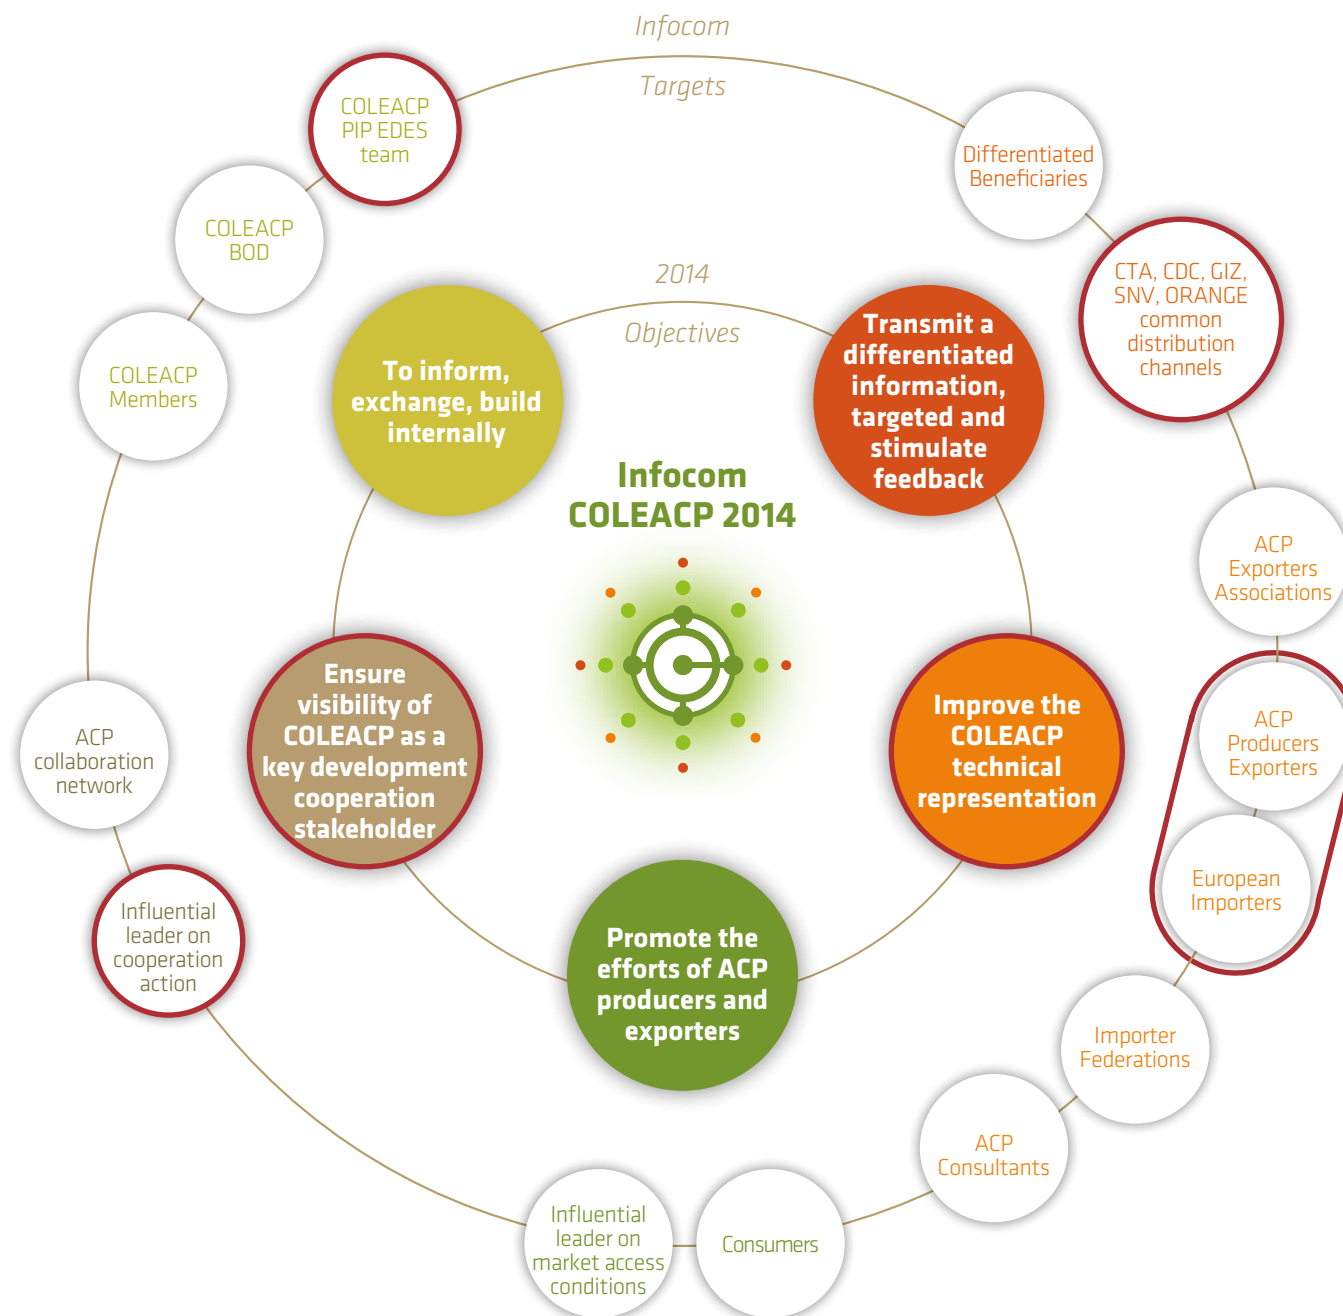 Infocom
Targets
COLEACP
PIP EDES
team
COLEACP
BOD
COLEACP
Members
Differentiated
Beneficiaries
CTA, CDC, GIZ,
SNV, ORANGE
common
distribution
channels
2014
Objectives
To inform,
exchange, build
internally
Transmit a
differentiated
information,
targeted and
stimulate
feedback
Infocom
COLEACP 2014
ACP
Exporters
Associations
Ensure
visibility of
COLEACP as a
key development
cooperation
stakeholder
Improve the
COLEACP
technical
representation
ACP
Producers
Exporters
ACP
collaboration
network
European
Importers
Influential
leader on
cooperation
action
Promote the
efforts of ACP
producers and
exporters
Importer
Federations
ACP
Consultants
Influential
leader on
market access
conditions
Consumers